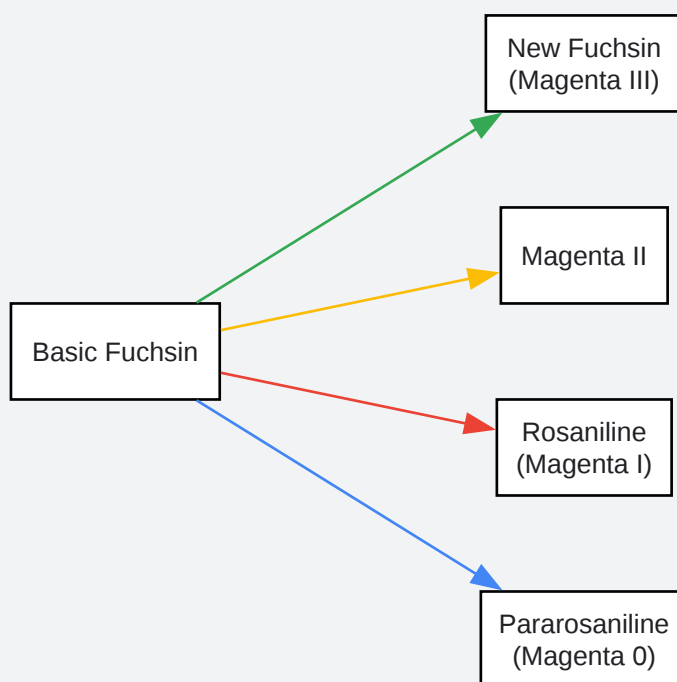 New Fuchsin
(Magenta III)
Magenta II
Basic Fuchsin
Rosaniline
(Magenta I)
Pararosaniline
(Magenta 0)